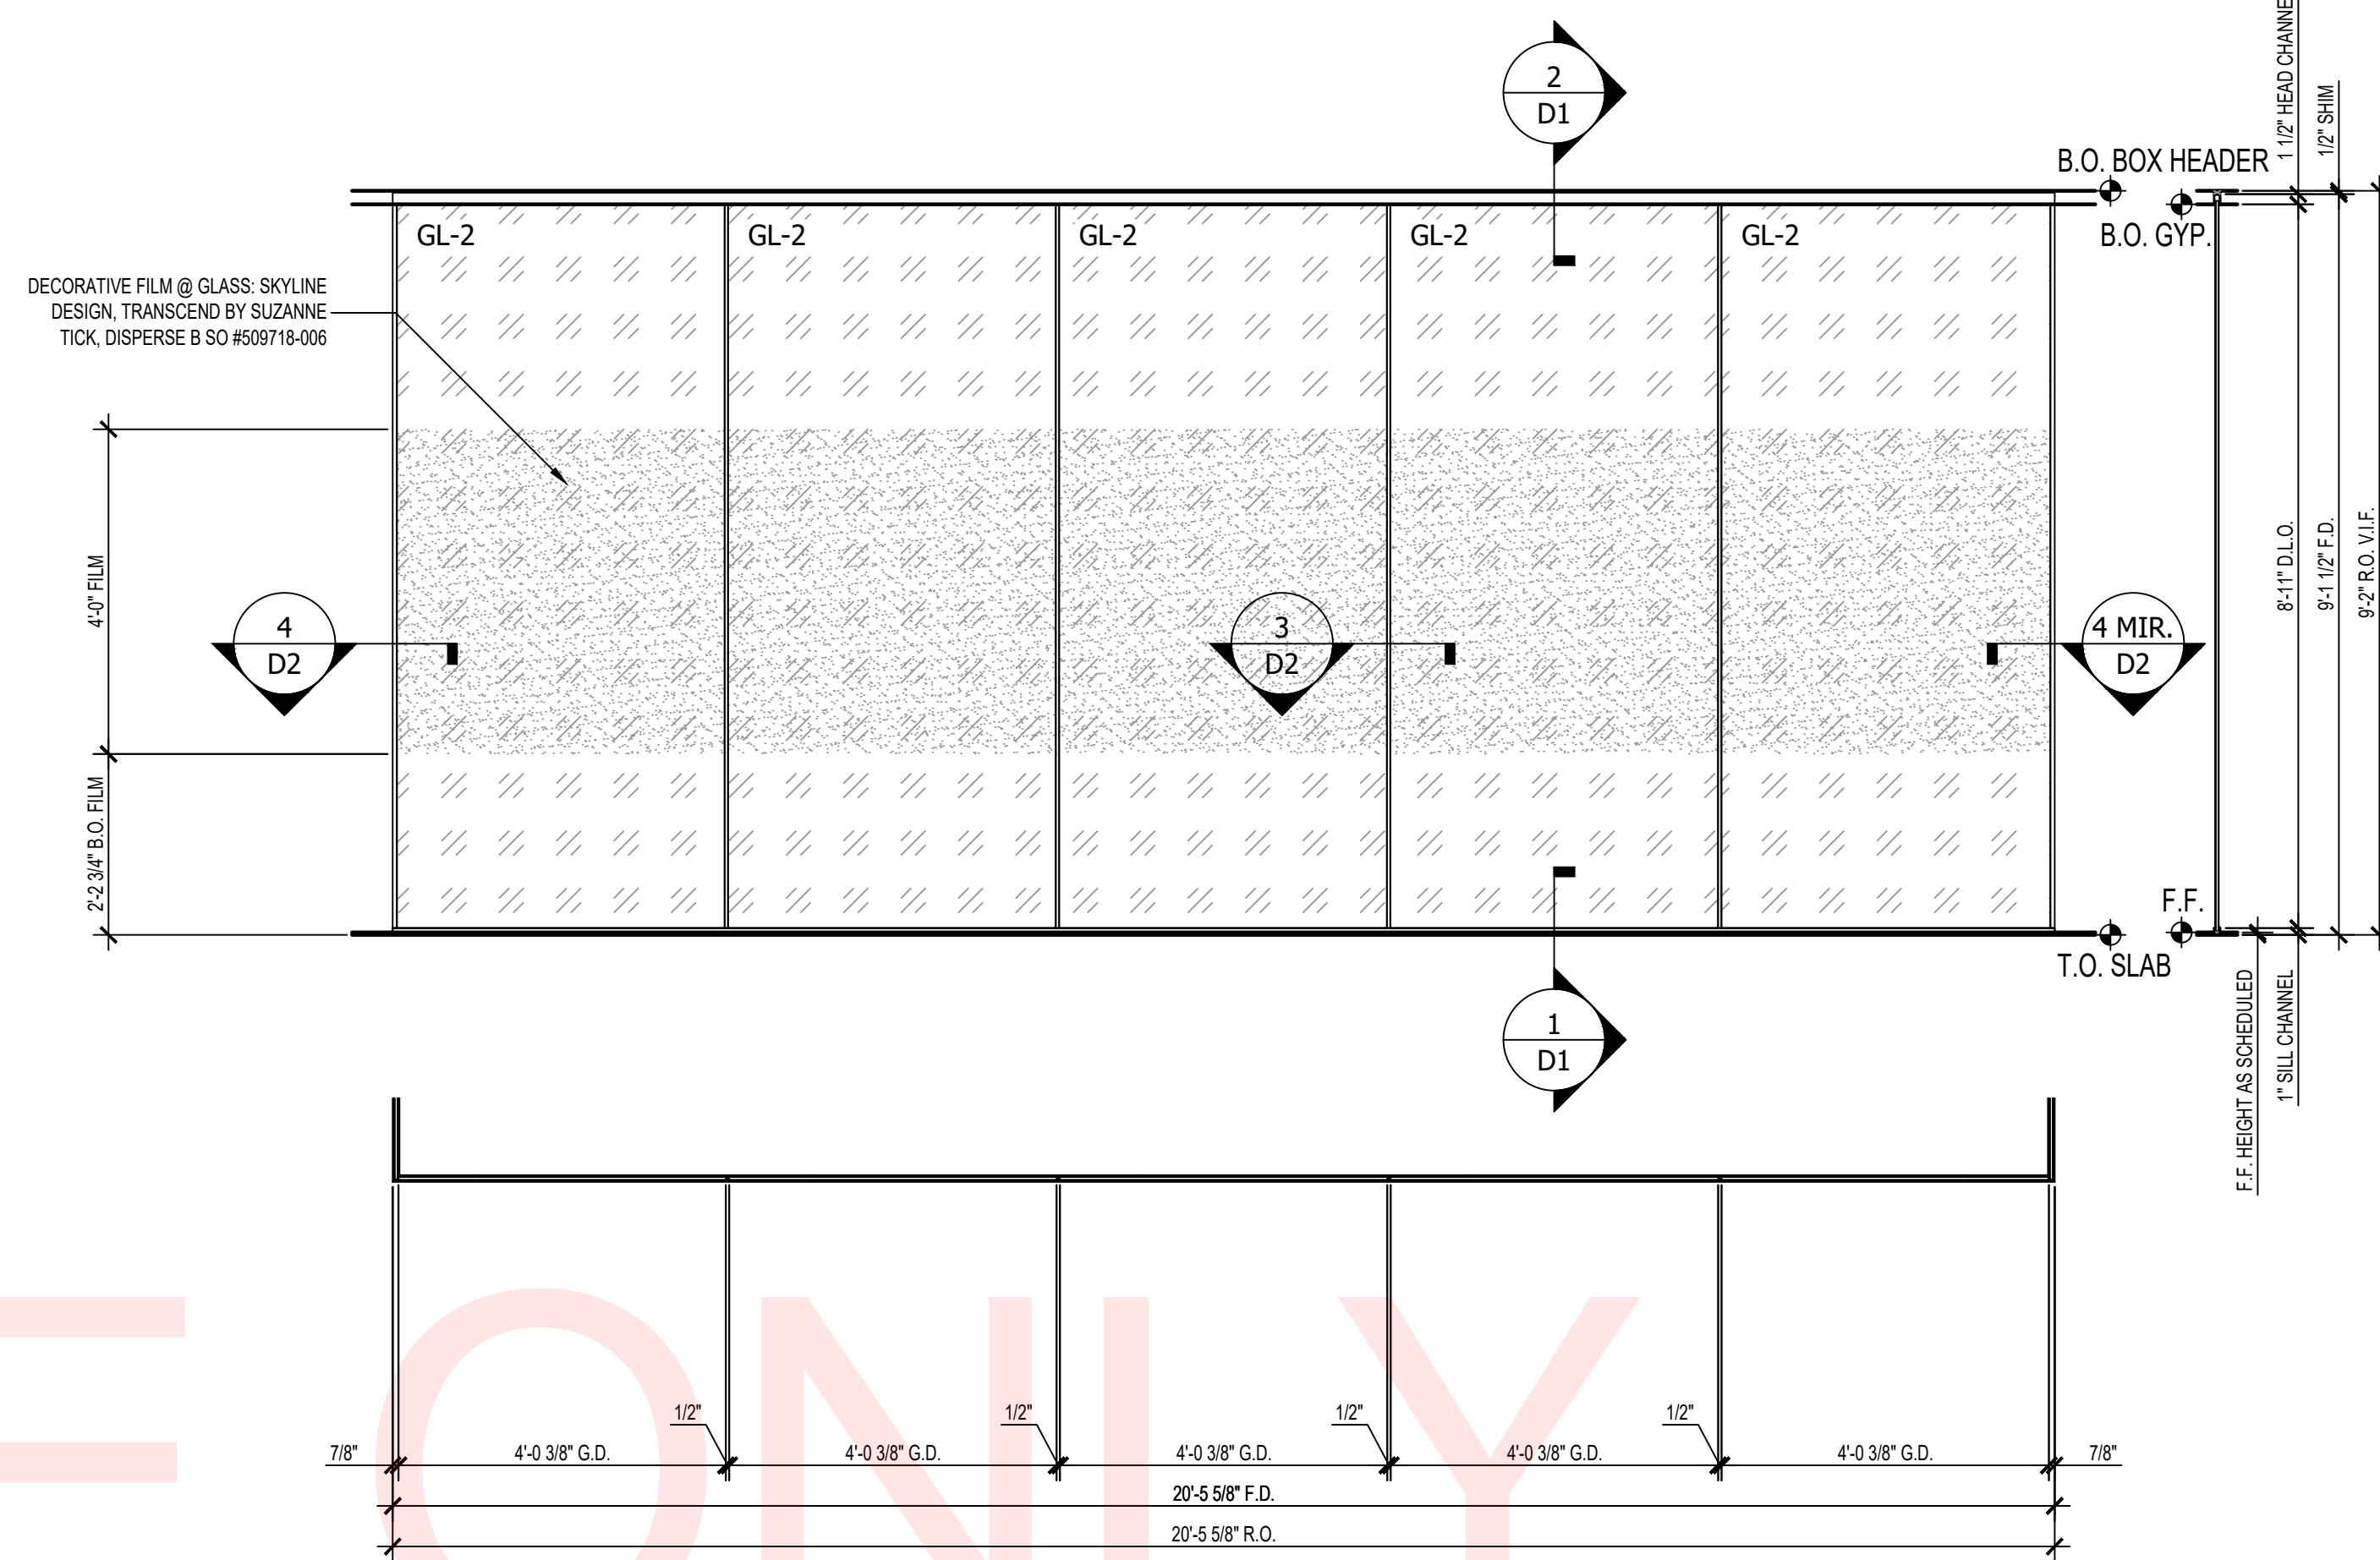 2
D1
1 1/2" HEAD CHANNE
1/2" SHIM
B.O. BOX HEADER
B.O. GYP.
GL-2
GL-2
GL-2
GL-2
GL-2
DECORATIVE FILM @ GLASS: SKYLINE
DESIGN, TRANSCEND BY SUZANNE
TICK, DISPERSE B SO #509718-006
4'-0" FILM
2'-2 3/4" B.O. FILM
4
D2
3
D2
4 MIR.
D2
8'-11" D.L.O.
9'-1 1/2" F.D.
9'-2" R.O. V.I.F.
F.F.
T.O. SLAB
1
D1
F.F. HEIGHT AS SCHEDULED
1" SILL CHANNEL
1/2"
1/2"
1/2"
1/2"
7/8"
4'-0 3/8" G.D.
4'-0 3/8" G.D.
4'-0 3/8" G.D.
4'-0 3/8" G.D.
4'-0 3/8" G.D.
7/8"
20'-5 5/8" F.D.
20'-5 5/8" R.O.
E ONLY